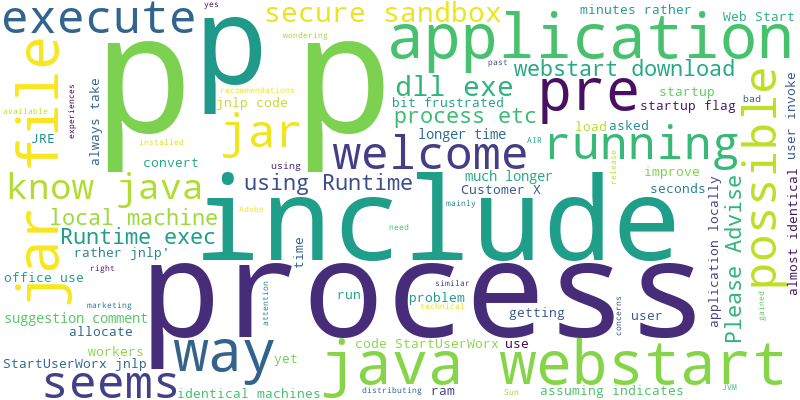 execute
p
p
p
yes
secure sandbox
minutes rather
Web Start
wondering
application
past
file
experiences
always take
recommendations
available
jnlp code
dll exe
webstart download
pre
startup
bit frustrated
startup flag
bad
process etc
JRE
jar
installed
longer time
AIR
load
asked
running
possible
almost identical
user invoke
convert
welcome
using
release
improve
know java
using Runtime
much longer
Customer X
seconds
jar
local machine
Adobe
mainly
include
application locally
Please Advise
Runtime exec
need
rather jnlp'
time
right
office use
process
similar
run
problem
technical
marketing
attention
getting
concerns
user
gained
suggestion comment
allocate
way
yet
code StartUserWorx
use
workers
java
webstart
StartUserWorx jnlp
seems
identical machines
distributing
ram
Sun
assuming indicates
JVM